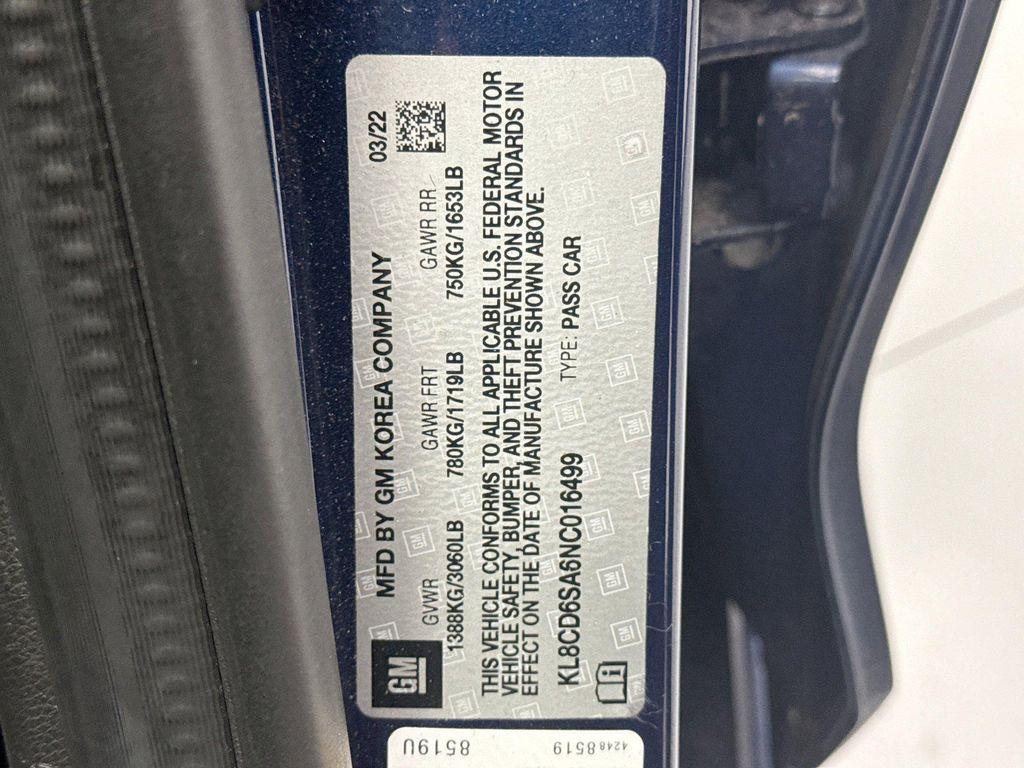 GM
MFD BY GM KOREA COMPANY 03/22
GVWR GAWR FRT GAWR RR
1388KG/3060LB 780KG/1719LB 750KG/1653LB
THIS VEHICLE CONFORMS TO ALL APPLICABLE U.S. FEDERAL MOTOR
VEHICLE SAFETY, BUMPER, AND THEFT PREVENTION STANDARDS IN
EFFECT ON THE DATE OF MANUFACTURE SHOWN ABOVE.
KL8CD6SA6NC016499 TYPE: PASS CAR
42488519
8519U